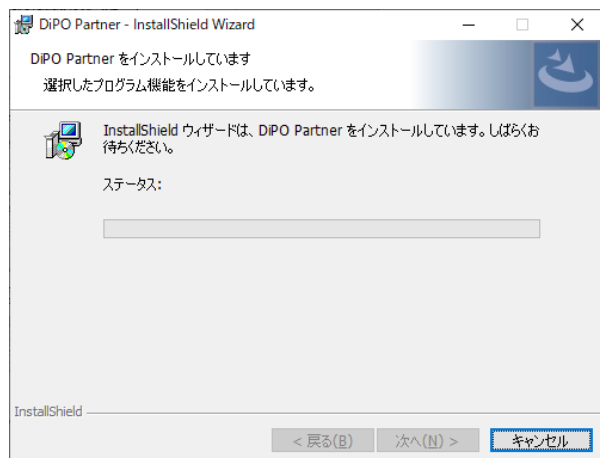 DiPO Partner - InstallShield Wizard
DiPO Partner をインストールしています
選択したプログラム機能をインストールしています。
InstallShield ウィザードは、DiPO Partner をインストールしています。しばらくお
待ちください。
ステータス:
InstallShield
< 戻る(B) 次へ(N) > キャンセル